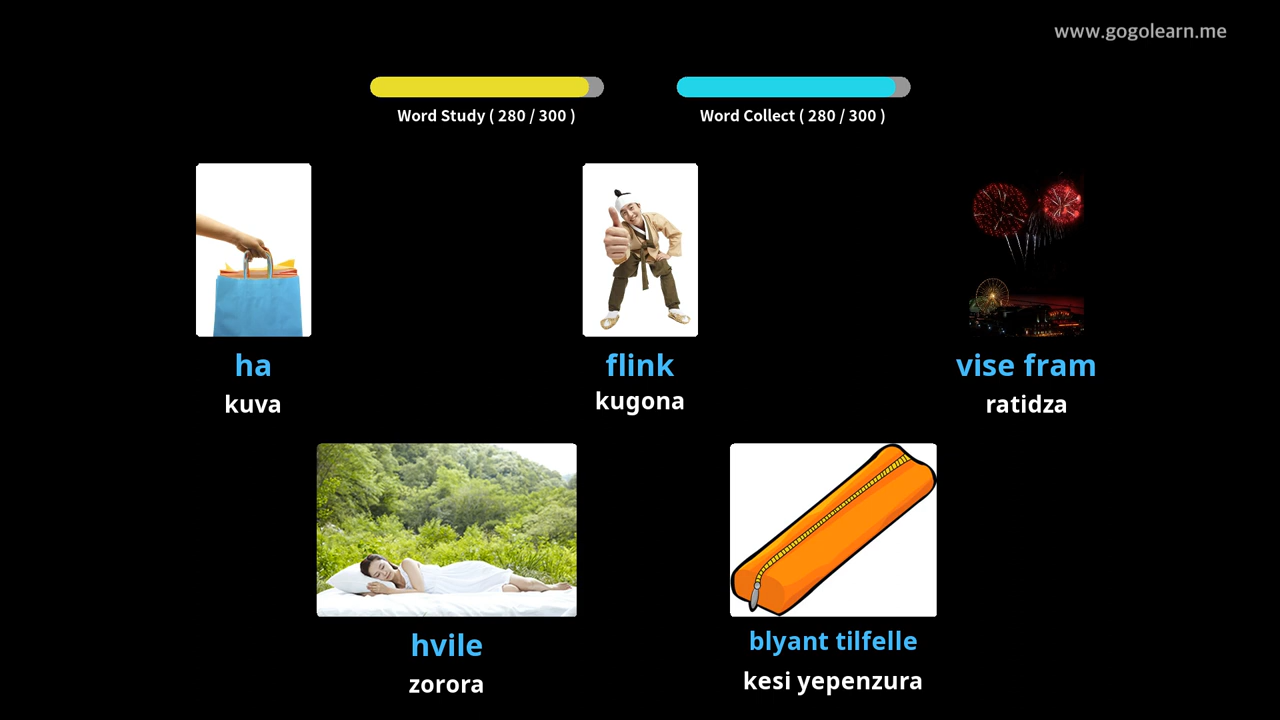 www.gogolearn.me
Word Study ( 280 / 300 )
Word Collect ( 280 / 300 )
ha
kuva
flink
kugona
vise fram
ratidza
hvile
zorora
blyant tilfelle
kesi yepenzura